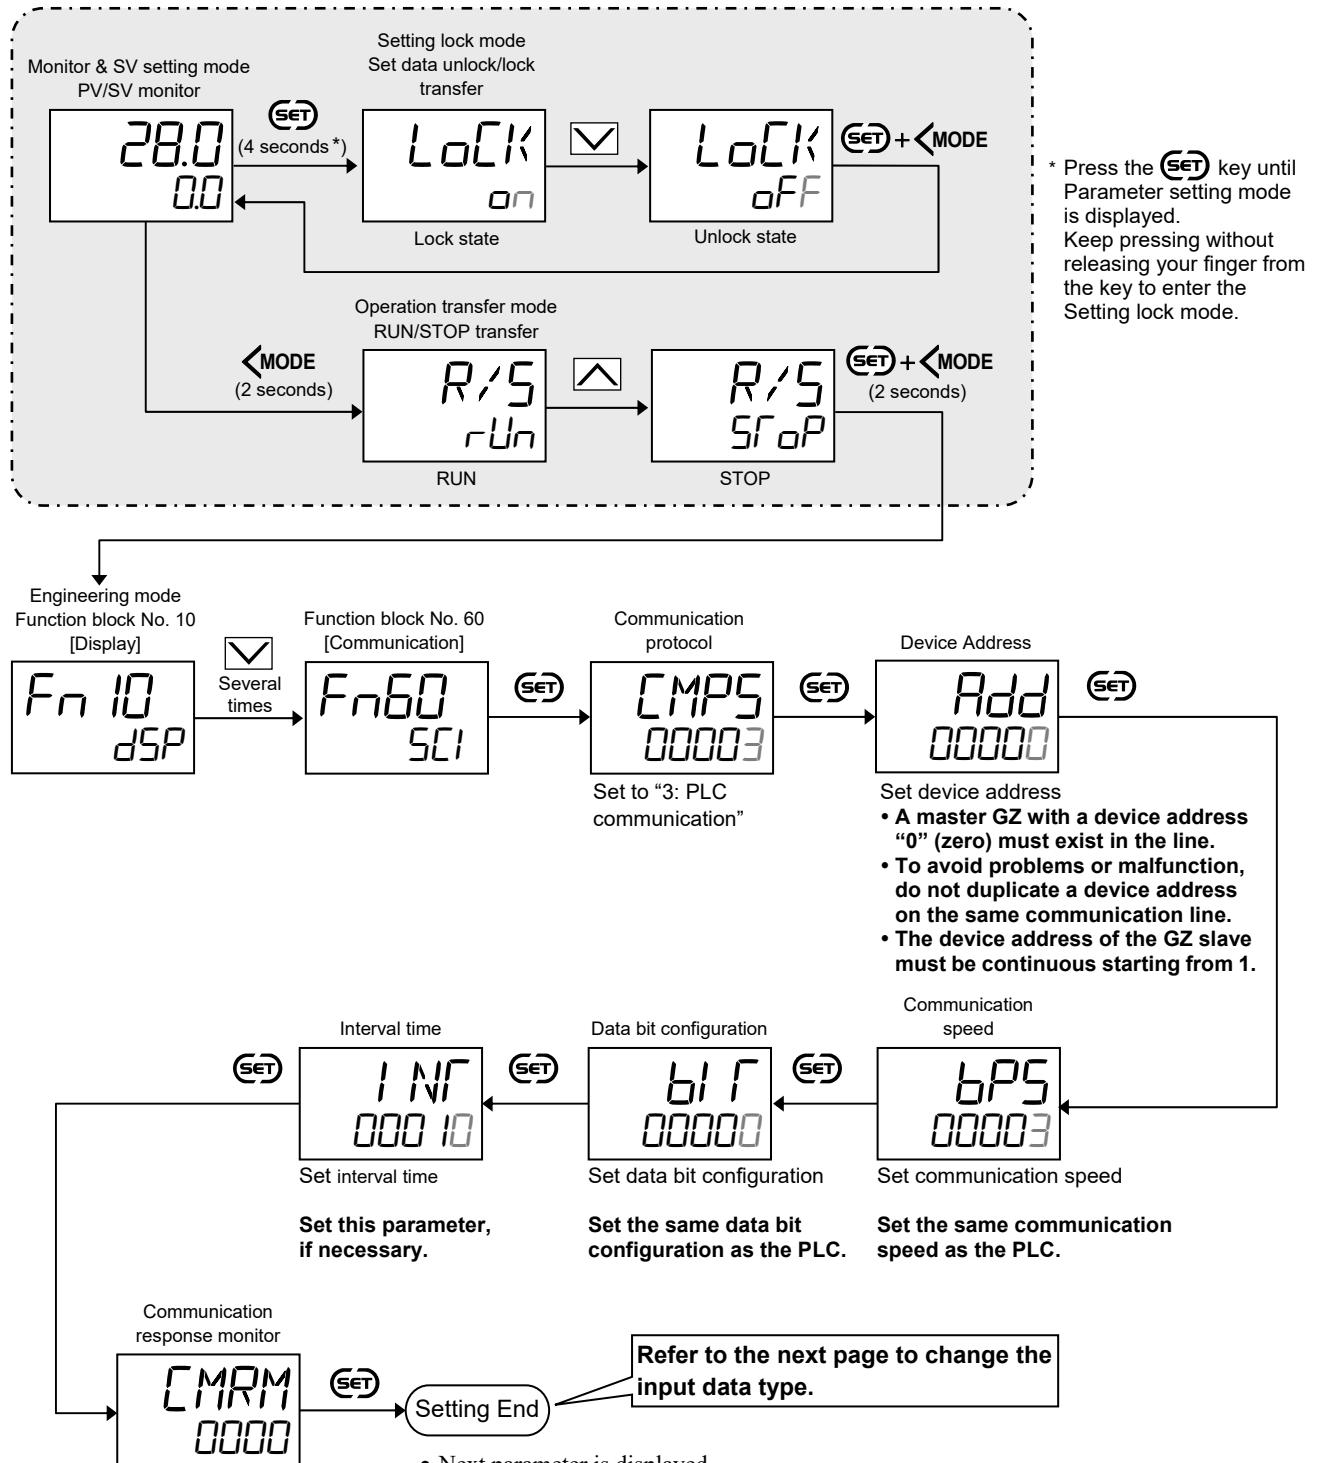 Monitor & SV setting mode
PV/SV monitor
28.0
0.0
SET
(4 seconds*)
Setting lock mode
Set data unlock/lock
transfer
LoCK
on
Lock state
LoCK
oFF
Unlock state
SET + <MODE
* Press the SET key until
Parameter setting mode
is displayed.
Keep pressing without
releasing your finger from
the key to enter the
Setting lock mode.
<MODE
(2 seconds)
Operation transfer mode
RUN/STOP transfer
R/S
rUn
RUN
R/S
SToP
STOP
SET + <MODE
(2 seconds)
Engineering mode
Function block No. 10
[Display]
Fn 10
dSP
Several
times
Function block No. 60
[Communication]
Fn60
SCI
SET
Communication
protocol
CMPS
00003
Set to “3: PLC
communication”
SET
Device Address
Add
00000
Set device address
• A master GZ with a device address
“0” (zero) must exist in the line.
• To avoid problems or malfunction,
do not duplicate a device address
on the same communication line.
• The device address of the GZ slave
must be continuous starting from 1.
SET
Communication
speed
bPS
00003
Set communication speed
Set the same communication
speed as the PLC.
SET
Data bit configuration
bIT
00000
Set data bit configuration
Set the same data bit
configuration as the PLC.
SET
Interval time
INT
00010
Set interval time
Set this parameter,
if necessary.
SET
Communication
response monitor
CMRM
0000
SET
Setting End
Refer to the next page to change the
input data type.
• Next parameter is displayed